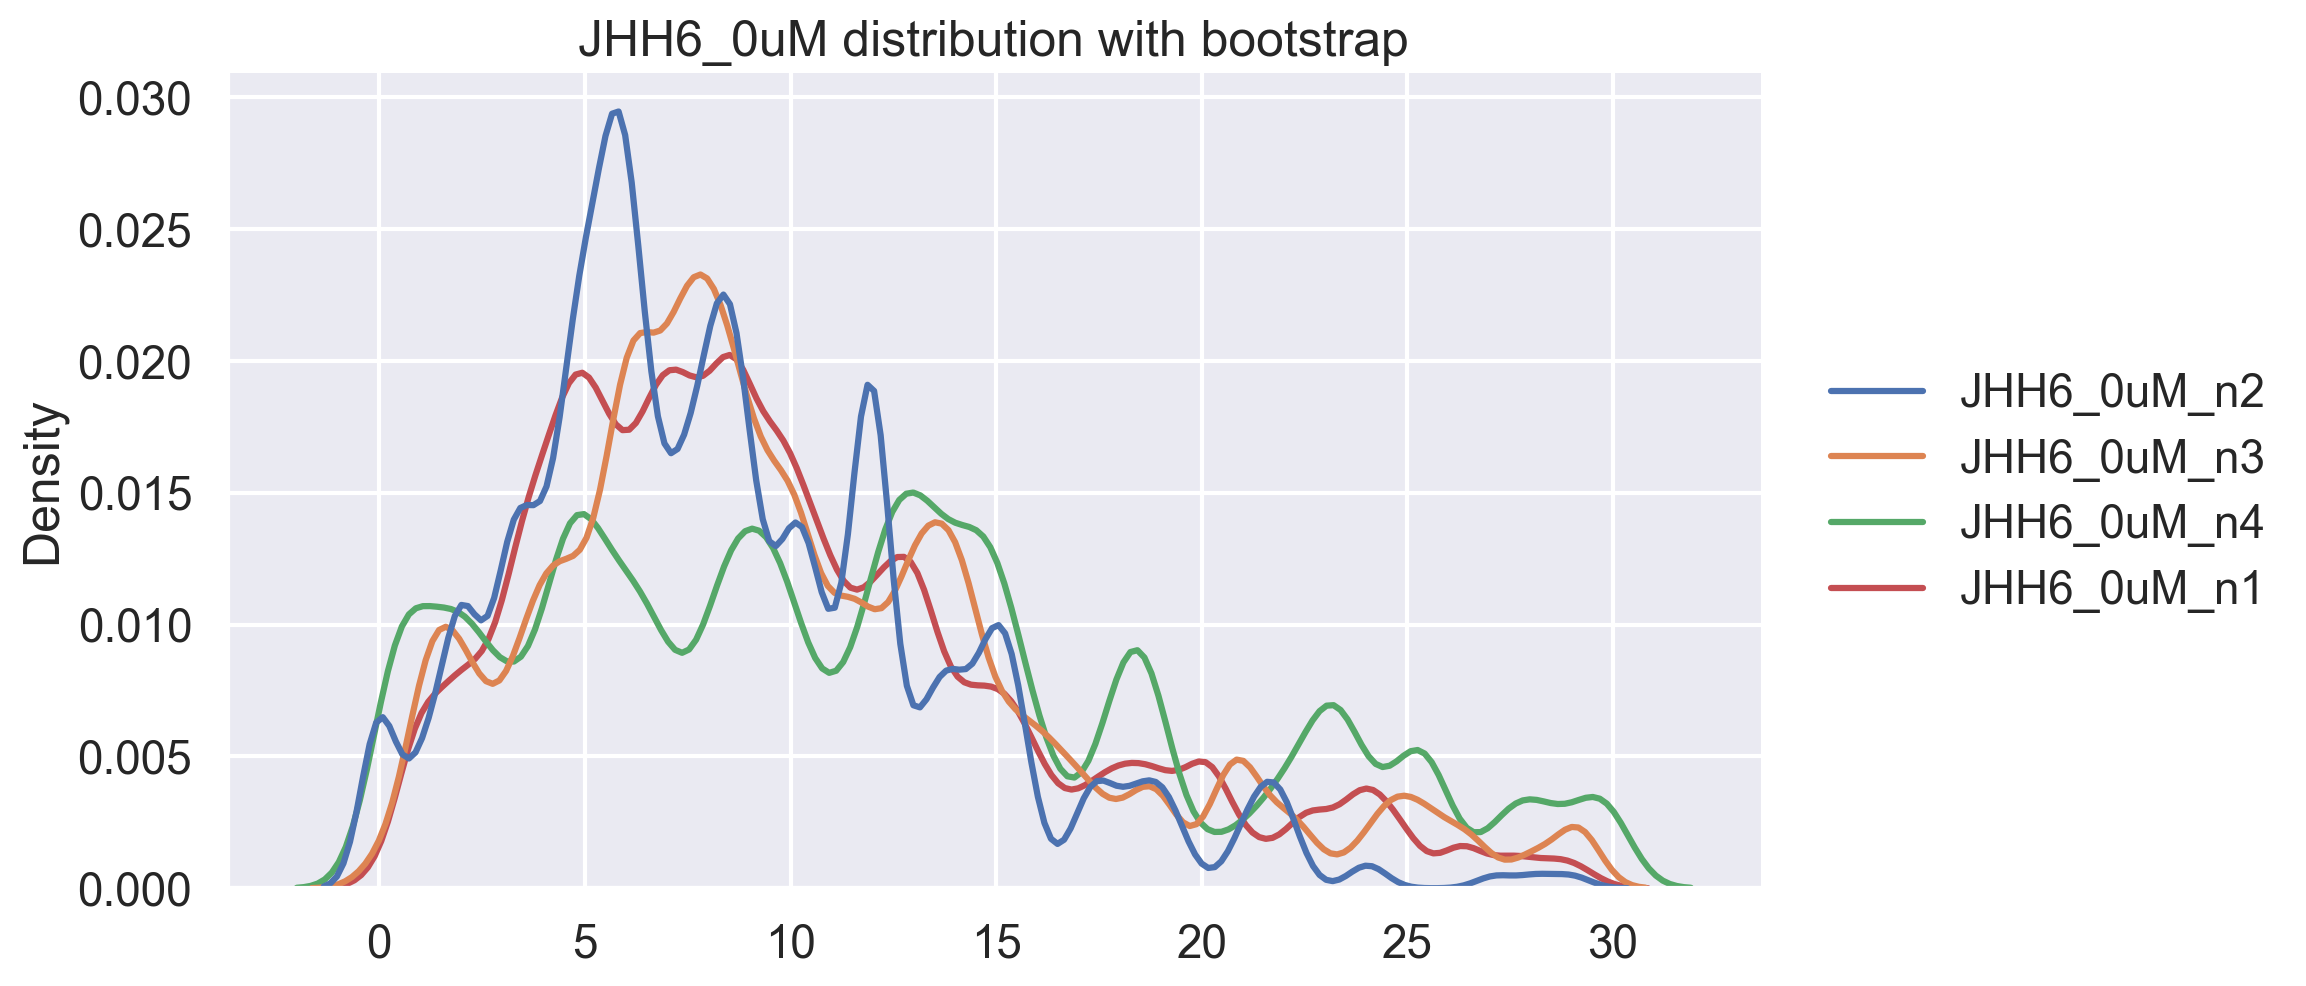 JHH6_0uM distribution with bootstrap
0.030
0.025
0.020
0.015
0.010
0.005
0.000
Density
0 5 10 15 20 25 30
JHH6_0uM_n2
JHH6_0uM_n3
JHH6_0uM_n4
JHH6_0uM_n1